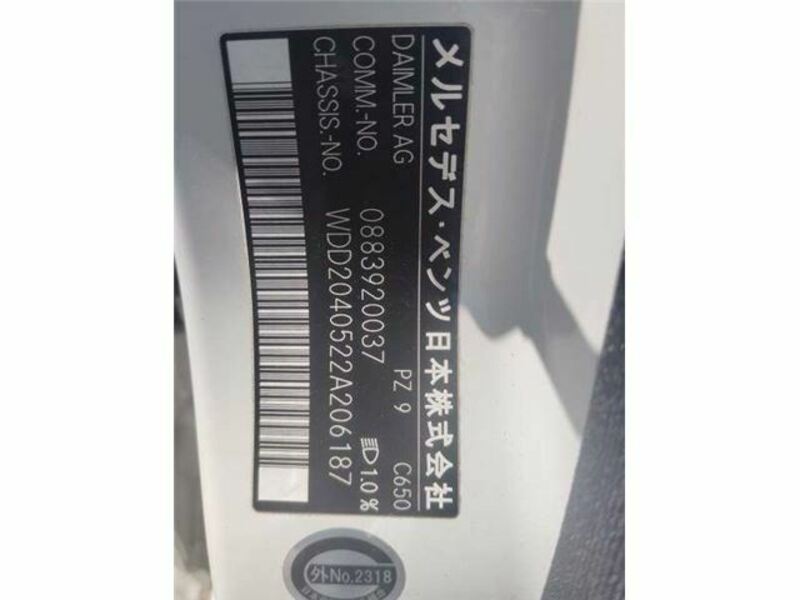 メルセデス・ベンツ日本株式会社
DAIMLER AG PZ 9 C650
COMM.-NO. 0883920037 1.0 %
CHASSIS.-NO. WDD2040522A206187
外No.2318